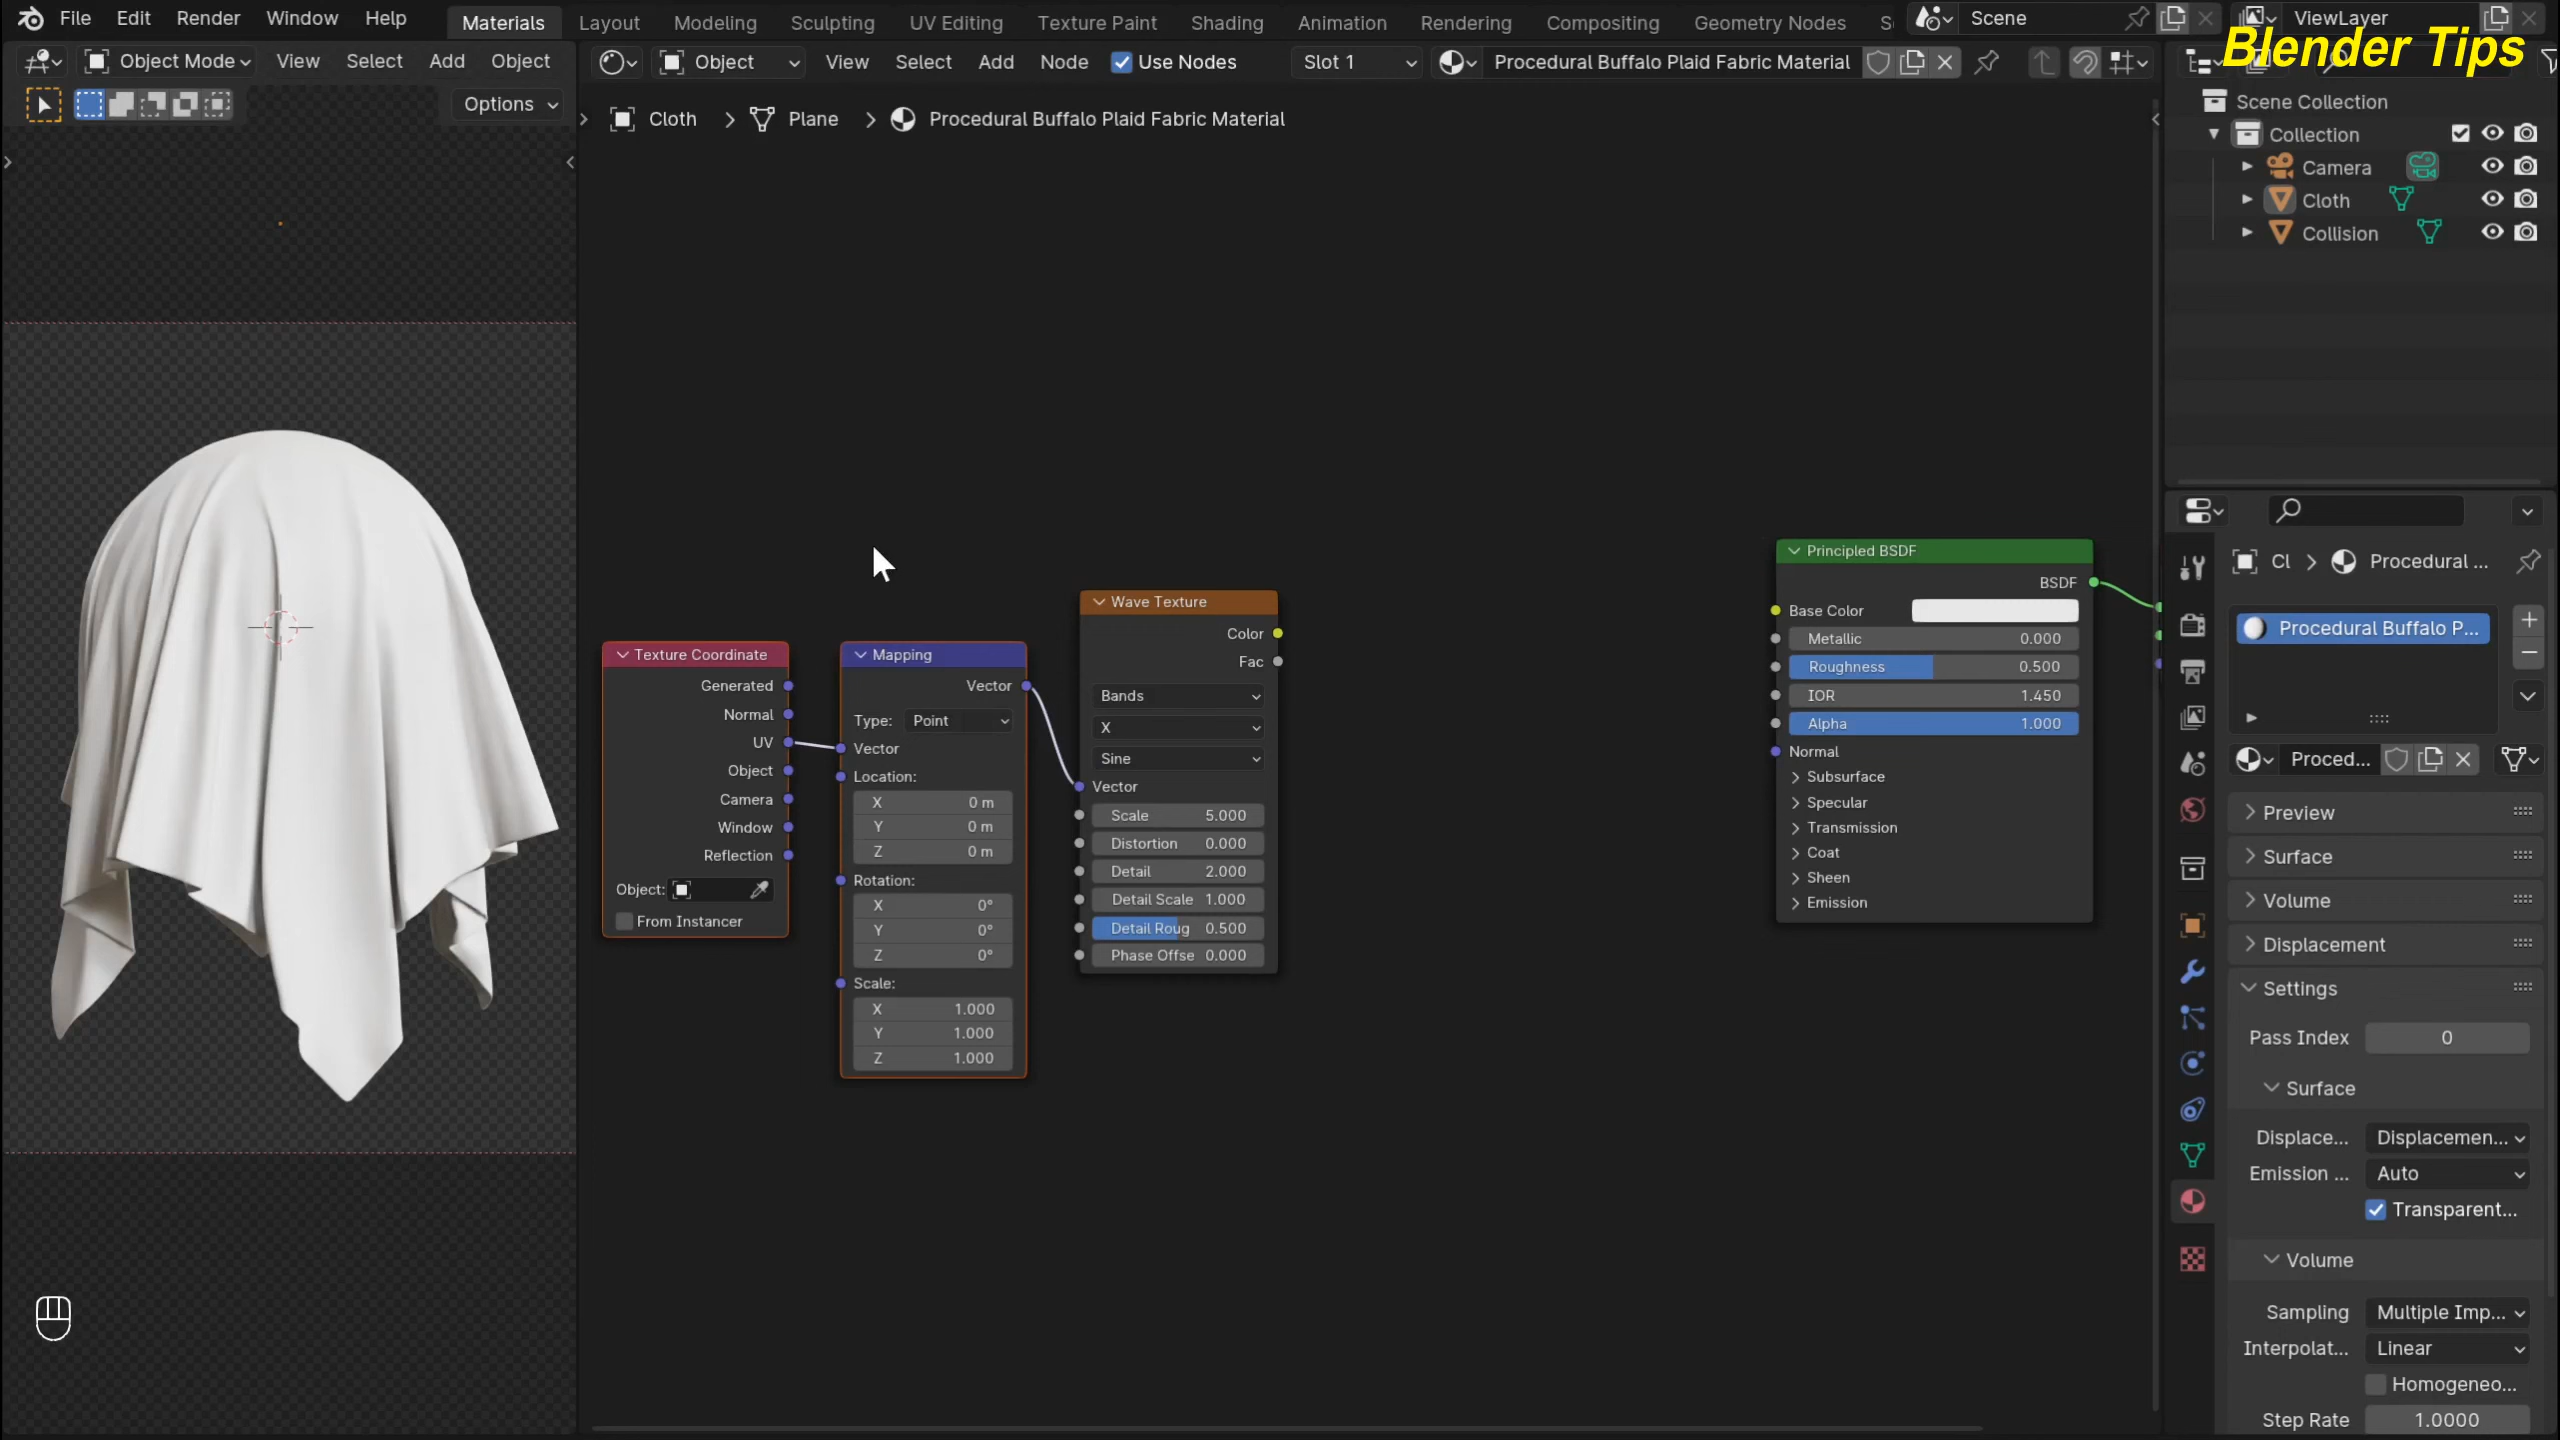 File Edit Render Window Help Materials Layout Modeling Sculpting UV Editing Texture Paint Shading Animation Rendering Compositing Geometry Nodes Scene ViewLayer
Blender Tips
Object Mode View Select Add Object
Object View Select Add Node Use Nodes Slot 1 Procedural Buffalo Plaid Fabric Material
Options
Cloth Plane Procedural Buffalo Plaid Fabric Material
Scene Collection
Collection
Camera
Cloth
Collision
Texture Coordinate
Generated
Normal
UV
Object
Camera
Window
Reflection
Object:
From Instancer
Mapping
Vector
Type: Point
Vector
Location:
X 0 m
Y 0 m
Z 0 m
Rotation:
X 0°
Y 0°
Z 0°
Scale:
X 1.000
Y 1.000
Z 1.000
Wave Texture
Color
Fac
Bands
X
Sine
Vector
Scale 5.000
Distortion 0.000
Detail 2.000
Detail Scale 1.000
Detail Roug 0.500
Phase Offse 0.000
Principled BSDF
BSDF
Base Color
Metallic 0.000
Roughness 0.500
IOR 1.450
Alpha 1.000
Normal
Subsurface
Specular
Transmission
Coat
Sheen
Emission
Cl Procedural ...
Procedural Buffalo P...
Proced...
Preview
Surface
Volume
Displacement
Settings
Pass Index 0
Surface
Displace... Displacemen...
Emission ... Auto
Transparent...
Volume
Sampling Multiple Imp...
Interpolat... Linear
Homogeneo...
Step Rate 1.0000